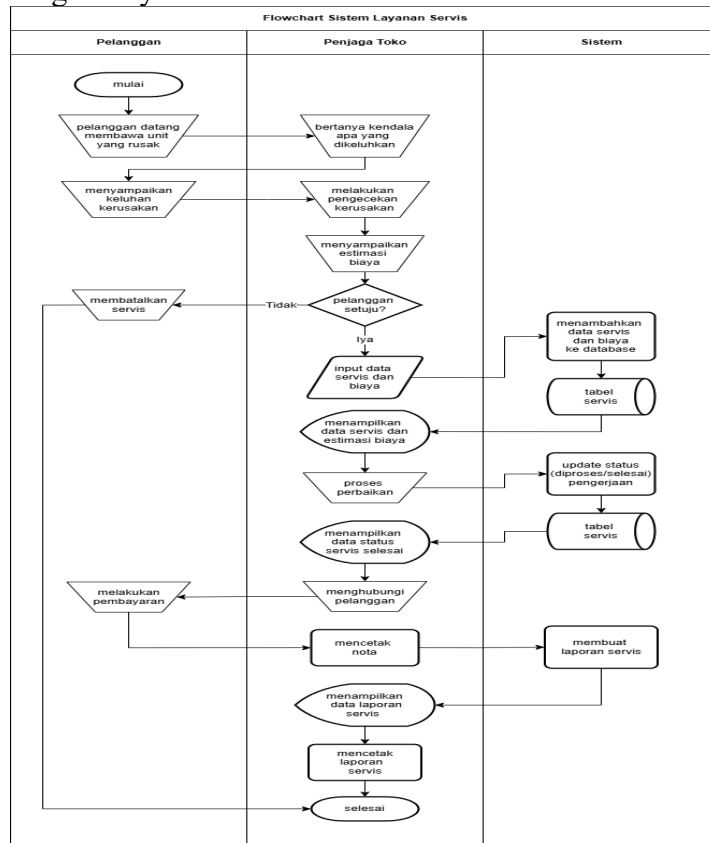 Flowchart Sistem Layanan Servis
Pelanggan
Penjaga Toko
Sistem
mulai
pelanggan datang
membawa unit
yang rusak
bertanya kendala
apa yang
dikeluhkan
menyampaikan
keluhan
kerusakan
melakukan
pengecekan
kerusakan
menyampaikan
estimasi
biaya
membatalkan
servis
Tidak
pelanggan
setuju?
Iya
input data
servis dan
biaya
menambahkan
data servis
dan biaya
ke database
tabel
servis
menampilkan
data servis dan
estimasi biaya
proses
perbaikan
update status
(diproses/selesai)
pengerjaan
tabel
servis
menampilkan
data status
servis selesai
melakukan
pembayaran
menghubungi
pelanggan
mencetak
nota
membuat
laporan servis
menampilkan
data laporan
servis
mencetak
laporan
servis
selesai